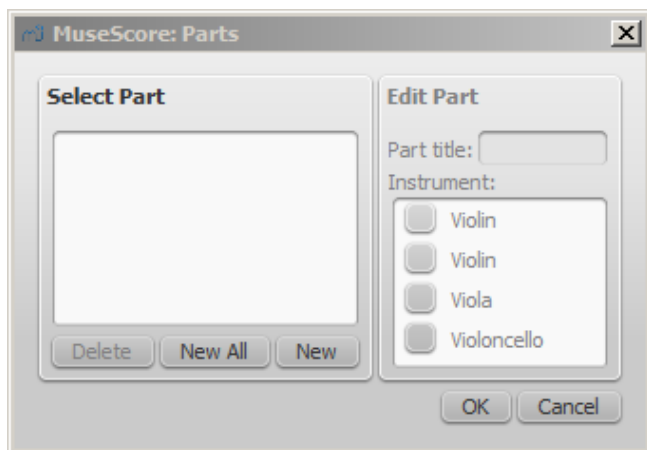 MuseScore: Parts
Select Part
Delete New All New
Edit Part
Part title:
Instrument:
Violin
Violin
Viola
Violoncello
OK Cancel